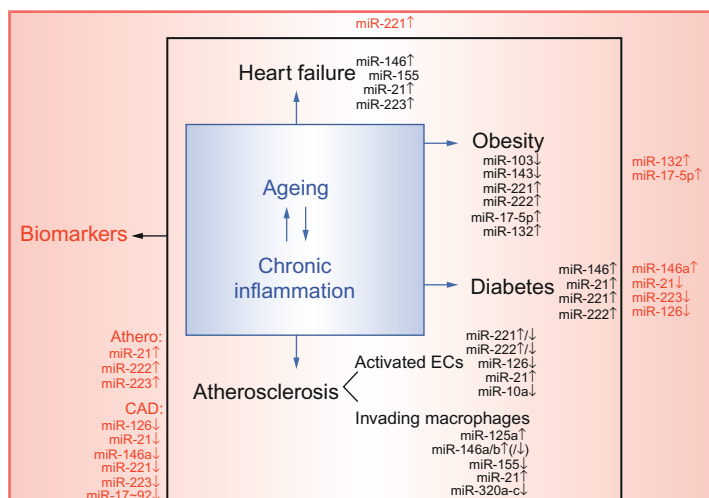 miR-221↑
Heart failure
miR-146↑
miR-155
miR-21↑
miR-223↑
Ageing
Chronic
inflammation
Obesity
miR-103↓
miR-143↓
miR-221↑
miR-222↑
miR-17-5p↑
miR-132↑
miR-132↑
miR-17-5p↑
Biomarkers
Diabetes
miR-146↑
miR-21↑
miR-221↑
miR-222↑
miR-146a↑
miR-21↓
miR-223↓
miR-126↓
Athero:
miR-21↑
miR-222↑
miR-223↑
CAD:
miR-126↓
miR-21↓
miR-146a↓
miR-221↓
miR-223↓
miR-17~92↓
Atherosclerosis
Activated ECs
miR-221↑/↓
miR-222↑/↓
miR-126↓
miR-21↑
miR-10a↓
Invading macrophages
miR-125a↑
miR-146a/b↑(/↓)
miR-155↓
miR-21↑
miR-320a-c↓